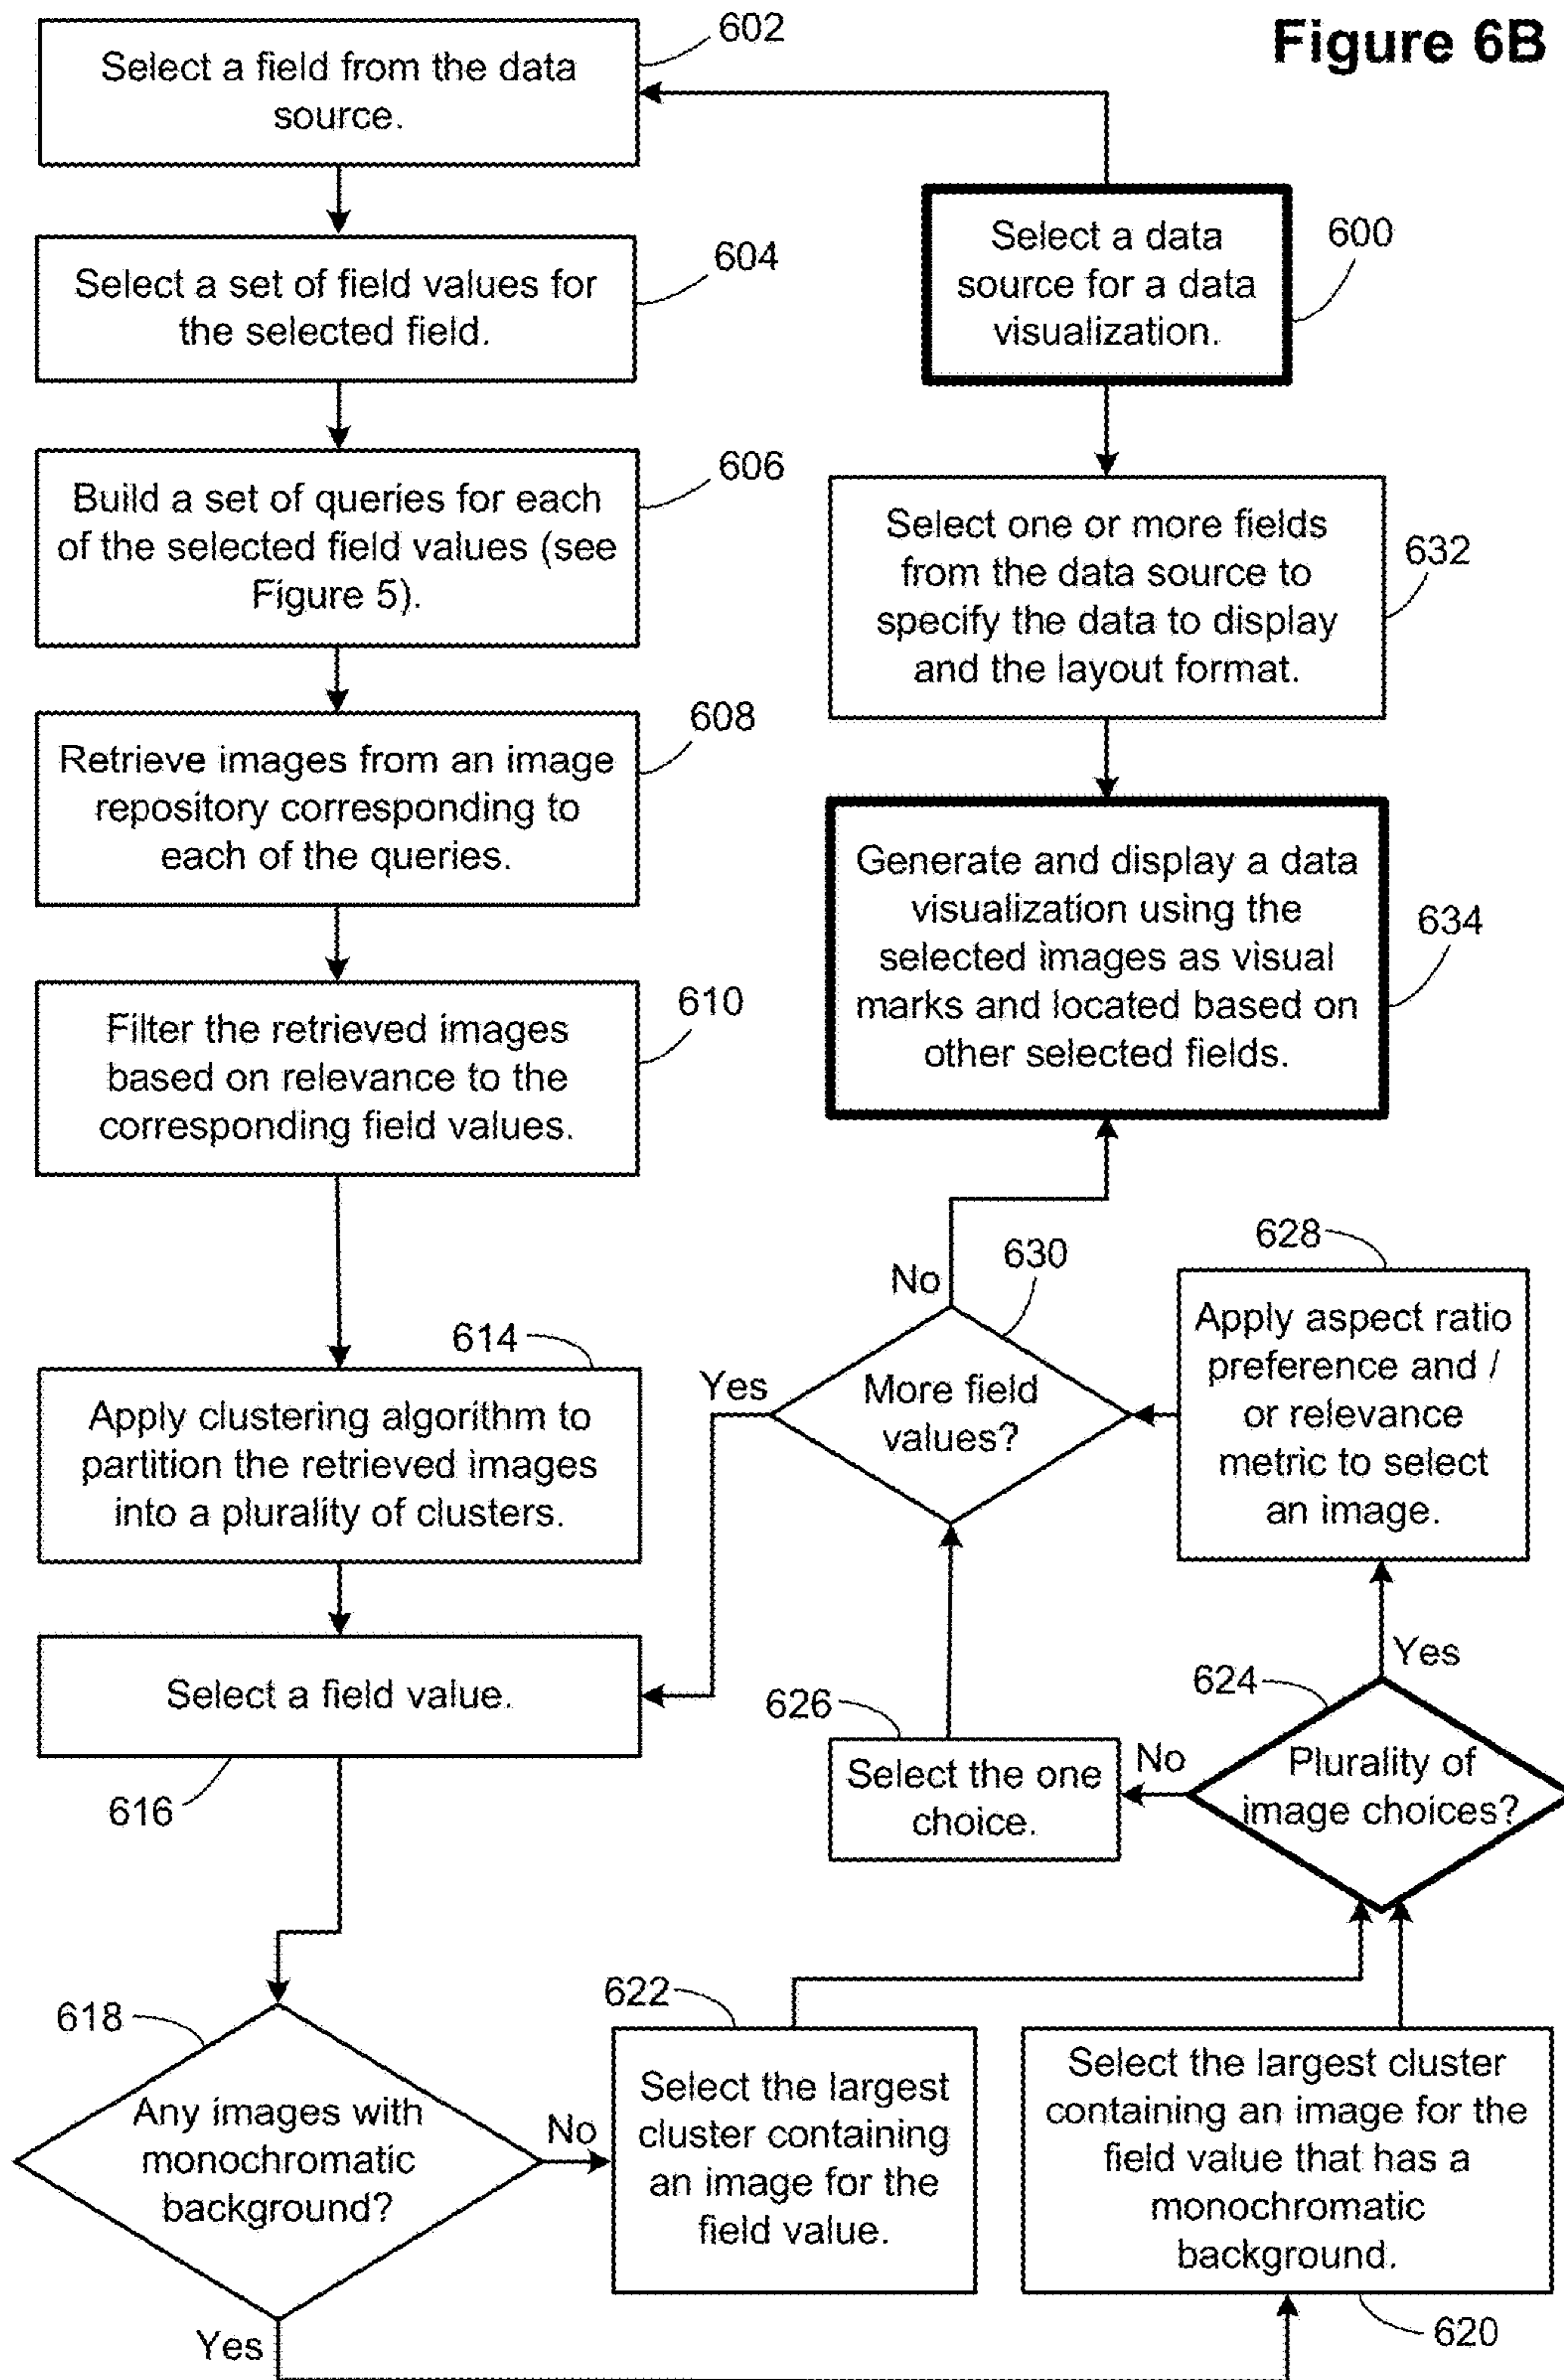 Figure 6B
602
Select a field from the data
source.
604
Select a set of field values for
the selected field.
606
Build a set of queries for each
of the selected field values (see
Figure 5).
608
Retrieve images from an image
repository corresponding to
each of the queries.
610
Filter the retrieved images
based on relevance to the
corresponding field values.
614
Apply clustering algorithm to
partition the retrieved images
into a plurality of clusters.
Select a field value.
616
618
Any images with
monochromatic
background?
No
Yes
622
Select the largest
cluster containing
an image for the
field value.
Select the largest cluster
containing an image for the
field value that has a
monochromatic
background.
620
624
Plurality of
image choices?
No
Yes
626
Select the one
choice.
628
Apply aspect ratio
preference and /
or relevance
metric to select
an image.
630
More field
values?
Yes
No
600
Select a data
source for a data
visualization.
632
Select one or more fields
from the data source to
specify the data to display
and the layout format.
634
Generate and display a data
visualization using the
selected images as visual
marks and located based on
other selected fields.